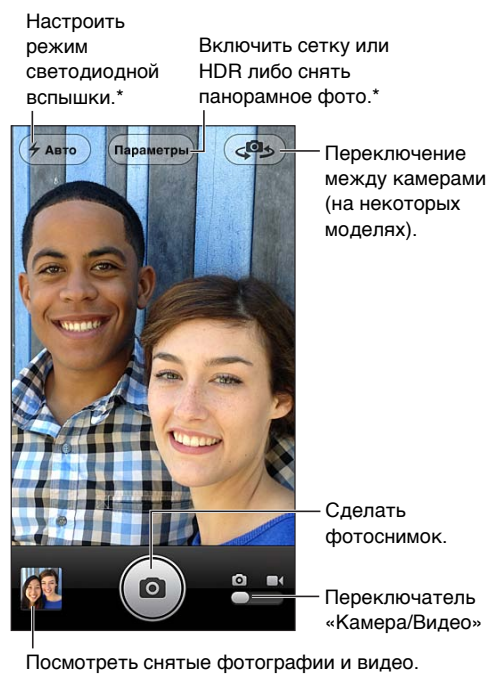 Настроить
режим
светодиодной
вспышки.*
Включить сетку или
HDR либо снять
панорамное фото.*
Авто
Параметры
Переключение
между камерами
(на некоторых
моделях).
Сделать
фотоснимок.
Переключатель
«Камера/Видео»
Посмотреть снятые фотографии и видео.